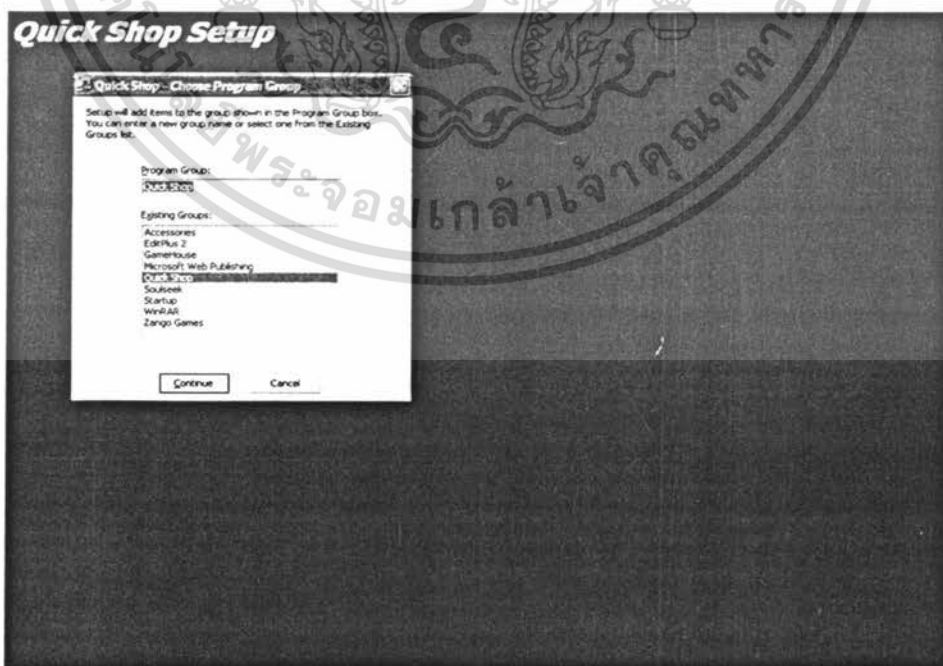 Quick Shop Setup
Quick Shop - Choose Program Group
Setup will add items to the group shown in the Program Group box.
You can enter a new group name or select one from the Existing
Groups list.
Program Group:
Quick Shop
Existing Groups:
Accessories
EditPlus 2
GameHouse
Microsoft Web Publishing
Quick Shop
Soulseek
Startup
WinRAR
Zango Games
Continue
Cancel
พระจอมเกล้าเจ้าคุณทหาร